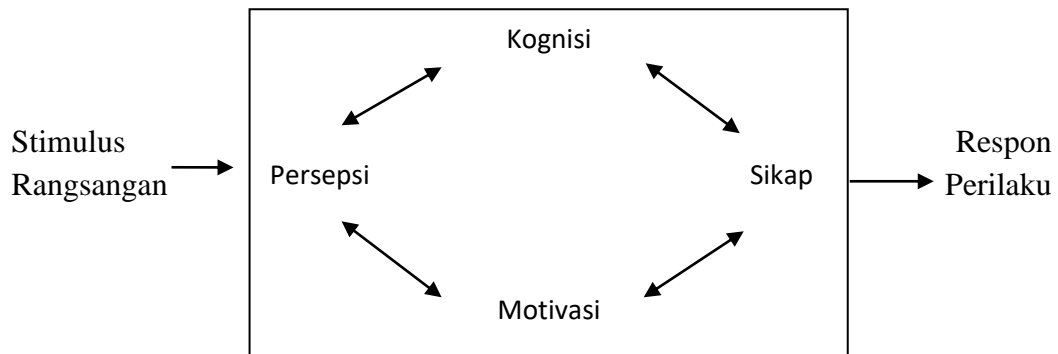 Kognisi
Stimulus
Rangsangan
Persepsi
Sikap
Respon
Perilaku
Motivasi